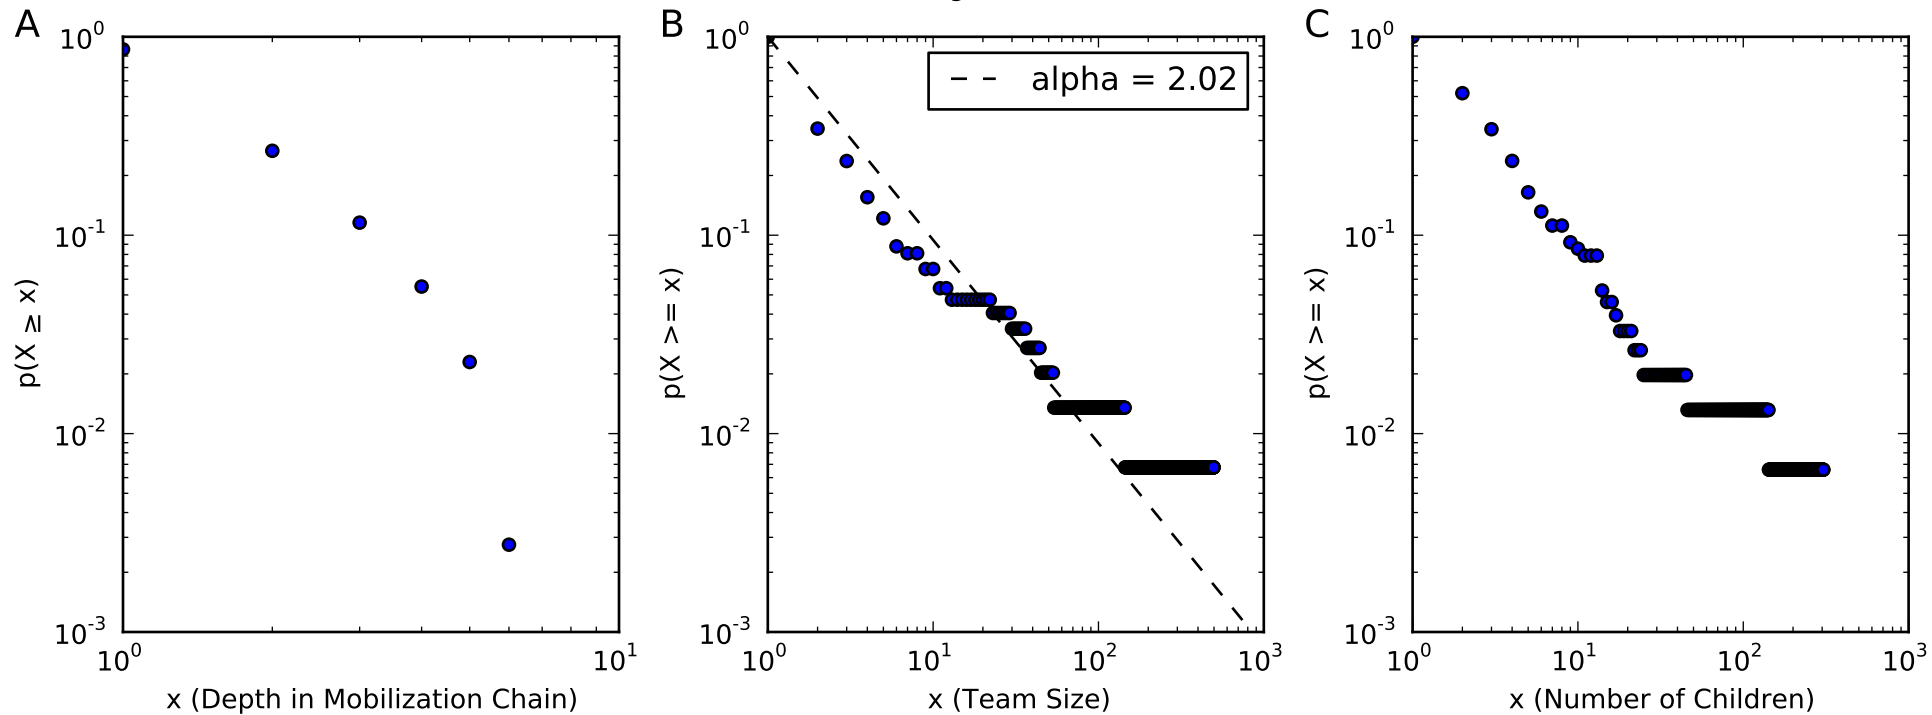 A
10^0
10^-1
10^-2
10^-3
10^0
10^1
p(X ≥ x)
x (Depth in Mobilization Chain)
B
alpha = 2.02
10^0
10^-1
10^-2
10^-3
10^0
10^1
10^2
10^3
p(X >= x)
x (Team Size)
C
10^0
10^-1
10^-2
10^-3
10^0
10^1
10^2
10^3
p(X >= x)
x (Number of Children)